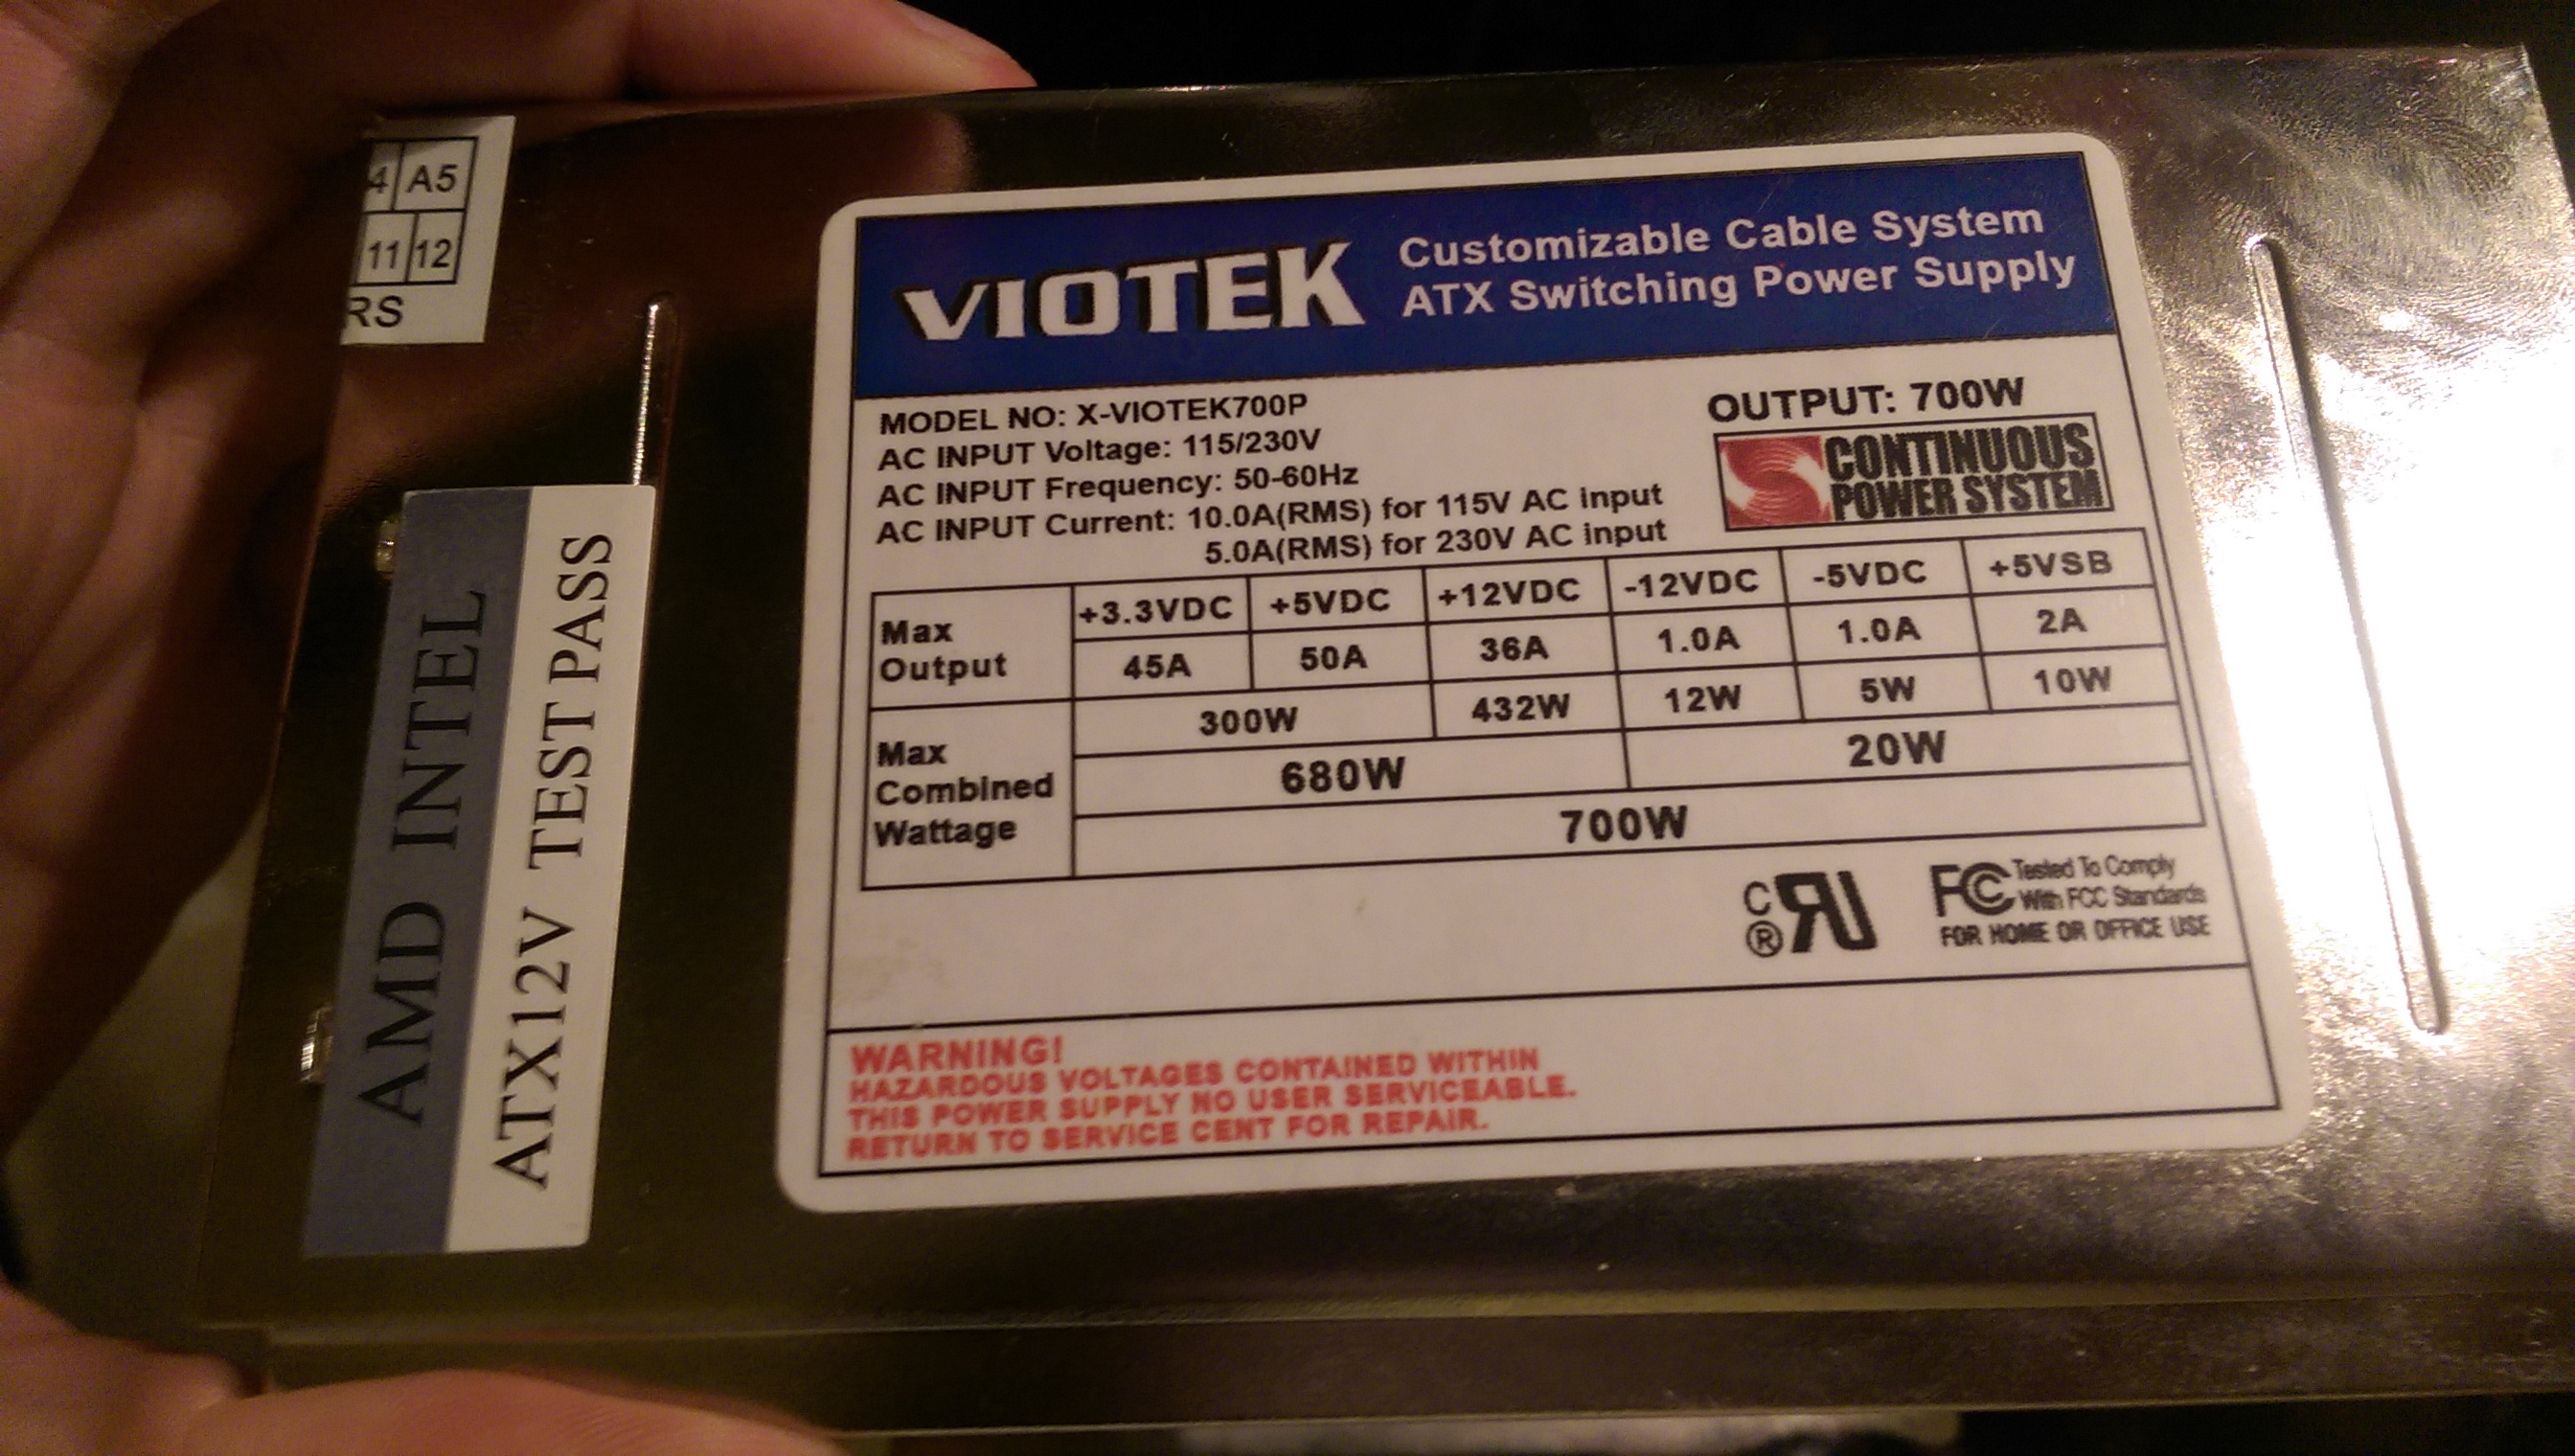 4 A5
11 12
RS
AMD INTEL
ATX12V TEST PASS
VIOTEK
Customizable Cable System
ATX Switching Power Supply
MODEL NO: X-VIOTEK700P
AC INPUT Voltage: 115/230V
AC INPUT Frequency: 50-60Hz
AC INPUT Current: 10.0A(RMS) for 115V AC input
5.0A(RMS) for 230V AC input
OUTPUT: 700W
CONTINUOUS
POWER SYSTEM
Max Output +3.3VDC +5VDC +12VDC -12VDC -5VDC +5VSB
45A 50A 36A 1.0A 1.0A 2A
Max Combined Wattage 300W 432W 12W 5W 10W
680W 20W
700W
C RU ®
FC Tested To Comply
With FCC Standards
FOR HOME OR OFFICE USE
WARNING!
HAZARDOUS VOLTAGES CONTAINED WITHIN
THIS POWER SUPPLY NO USER SERVICEABLE.
RETURN TO SERVICE CENT FOR REPAIR.